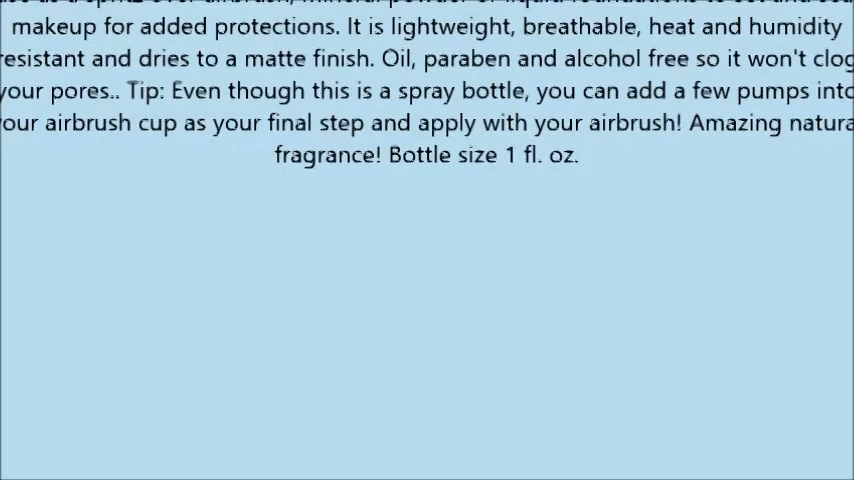 makeup for added protections. It is lightweight, breathable, heat and humidity
resistant and dries to a matte finish. Oil, paraben and alcohol free so it won't clog
your pores.. Tip: Even though this is a spray bottle, you can add a few pumps into
your airbrush cup as your final step and apply with your airbrush! Amazing natural
fragrance! Bottle size 1 fl. oz.